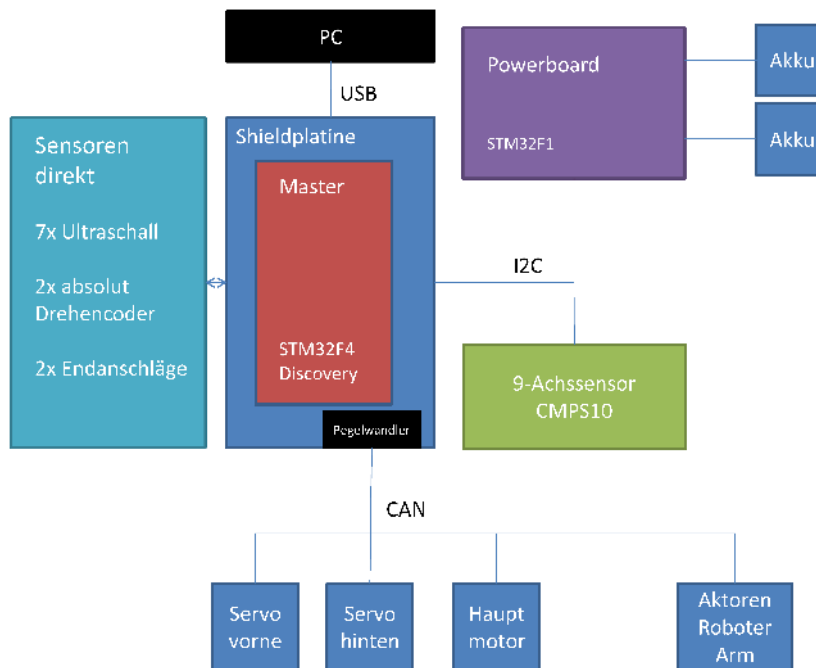 PC
USB
Powerboard
STM32F1
Akku
Akku
Sensoren
direkt
7x Ultraschall
2x absolut
Drehencoder
2x Endanschläge
Shieldplatine
Master
STM32F4
Discovery
Pegelwandler
I2C
9-Achssensor
CMPS10
CAN
Servo
vorne
Servo
hinten
Haupt
motor
Aktoren
Roboter
Arm